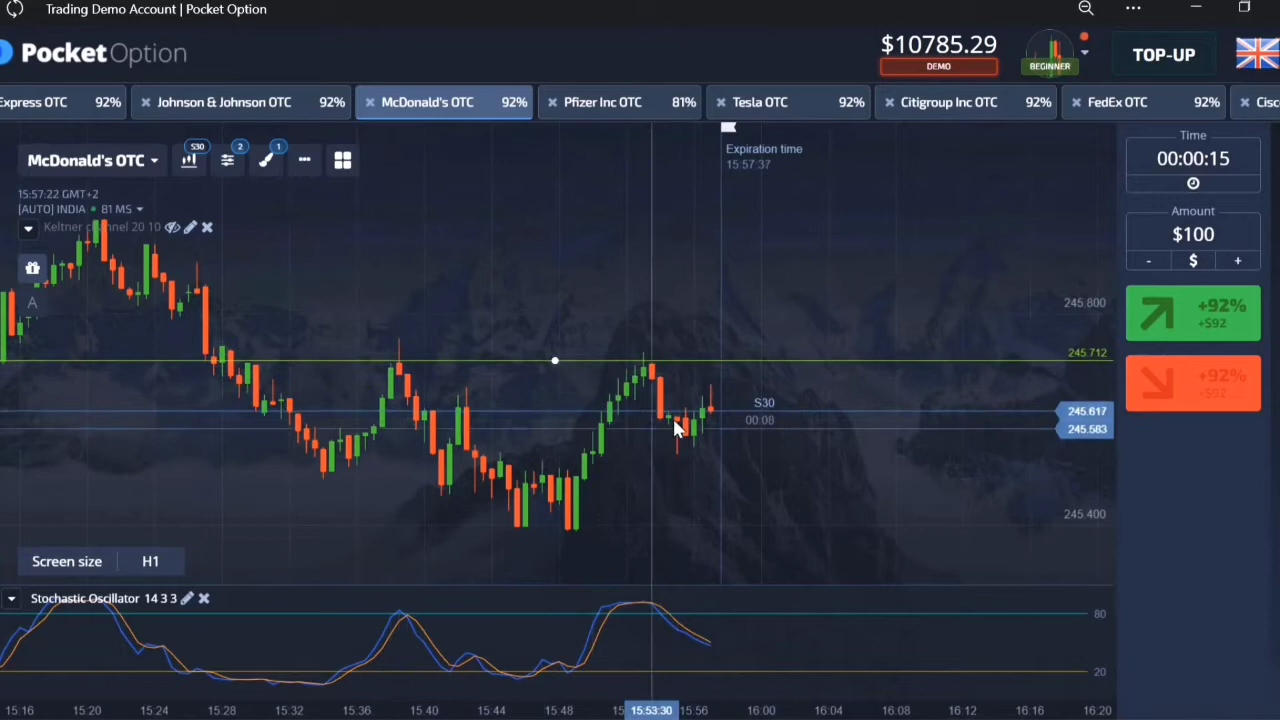 Trading Demo Account | Pocket Option
PocketOption
$10785.29
DEMO
BEGINNER
TOP-UP
Express OTC 92%
Johnson & Johnson OTC 92%
McDonald's OTC 92%
Pfizer Inc OTC 81%
Tesla OTC 92%
Citigroup Inc OTC 92%
FedEx OTC 92%
Cisc
McDonald's OTC
S30
2
1
Expiration time
15:57:37
Time
00:00:15
15:57:22 GMT+2
[AUTO] INDIA 81 MS
Keltner channel 20 10
A
Amount
$100
- $ +
+92%
+$92
+92%
+$92
245.800
245.712
S30
00:08
245.617
245.583
245.400
Screen size H1
Stochastic Oscillator 14 3 3
80
20
15:16 15:20 15:24 15:28 15:32 15:36 15:40 15:44 15:48 15: 15:53:30 15:56 16:00 16:04 16:08 16:12 16:16 16:20